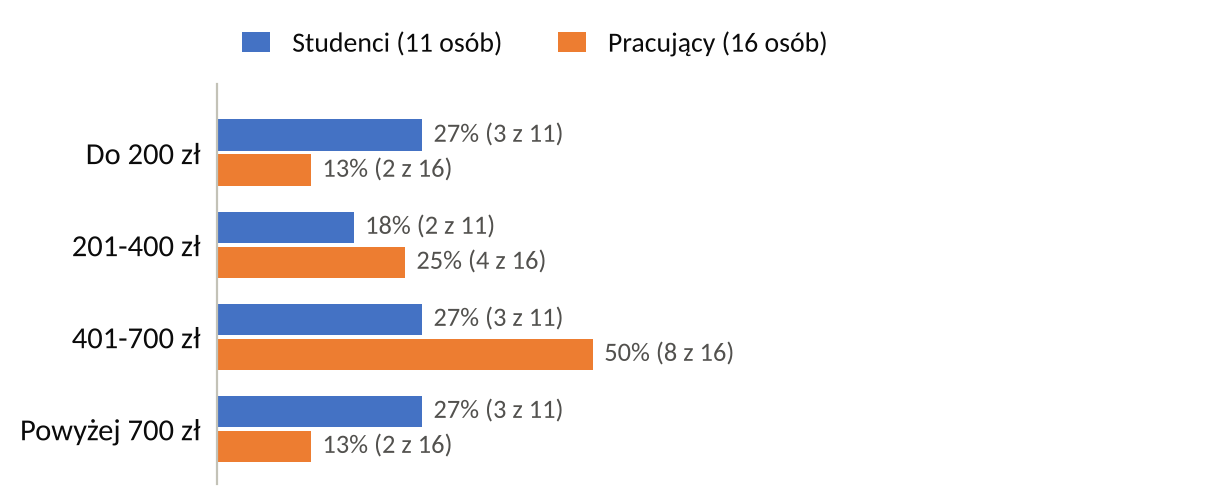 Studenci (11 osób) Pracujący (16 osób)
27% (3 z 11)
Do 200 zł
13% (2 z 16)
18% (2 z 11)
201-400 zł
25% (4 z 16)
27% (3 z 11)
401-700 zł
50% (8 z 16)
27% (3 z 11)
Powyżej 700 zł
13% (2 z 16)